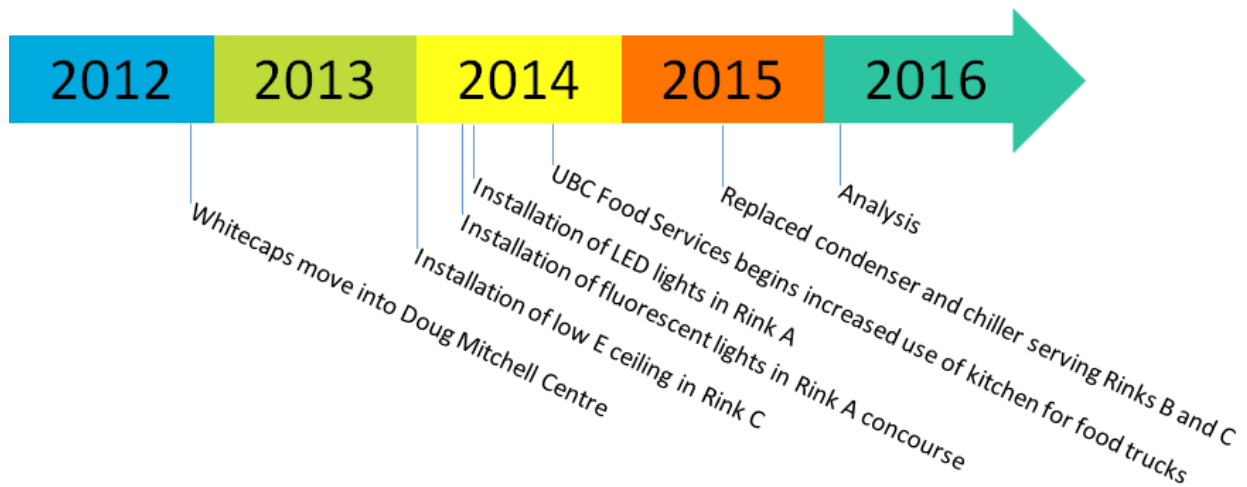 2012
2013
2014
2015
2016
Whitecaps move into Doug Mitchell Centre
Installation of low E ceiling in Rink C
Installation of fluorescent lights in Rink A concourse
Installation of LED lights in Rink A
UBC Food Services begins increased use of kitchen for food trucks
Replaced condenser and chiller serving Rinks B and C
Analysis